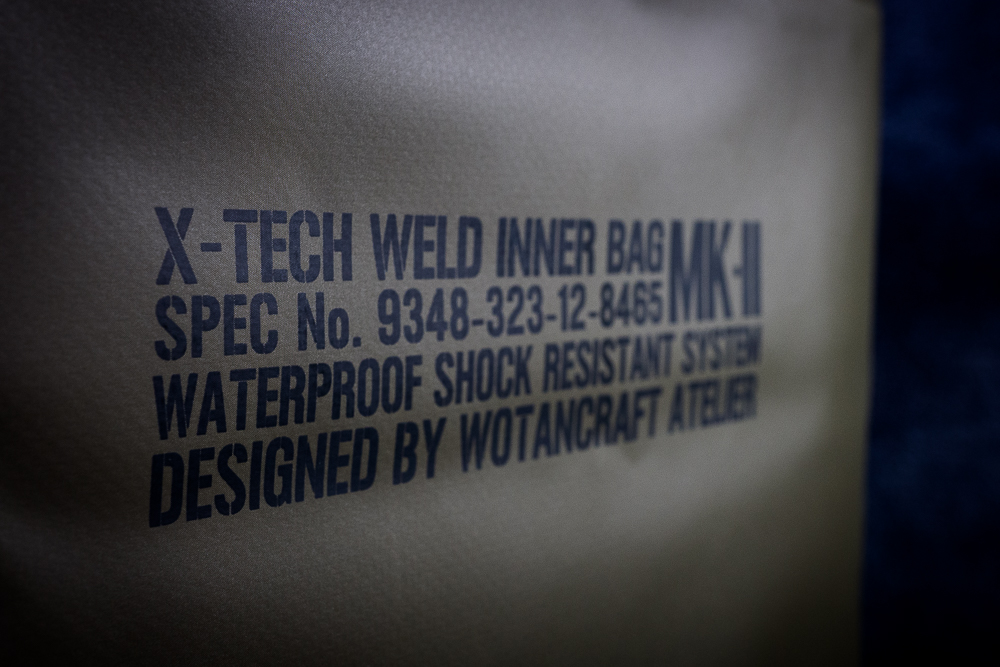 X-TECH WELD INNER BAG MK-II
SPEC No. 9348-323-12-8465
WATERPROOF SHOCK RESISTANT SYSTEM
DESIGNED BY WOTANCRAFT ATELIER